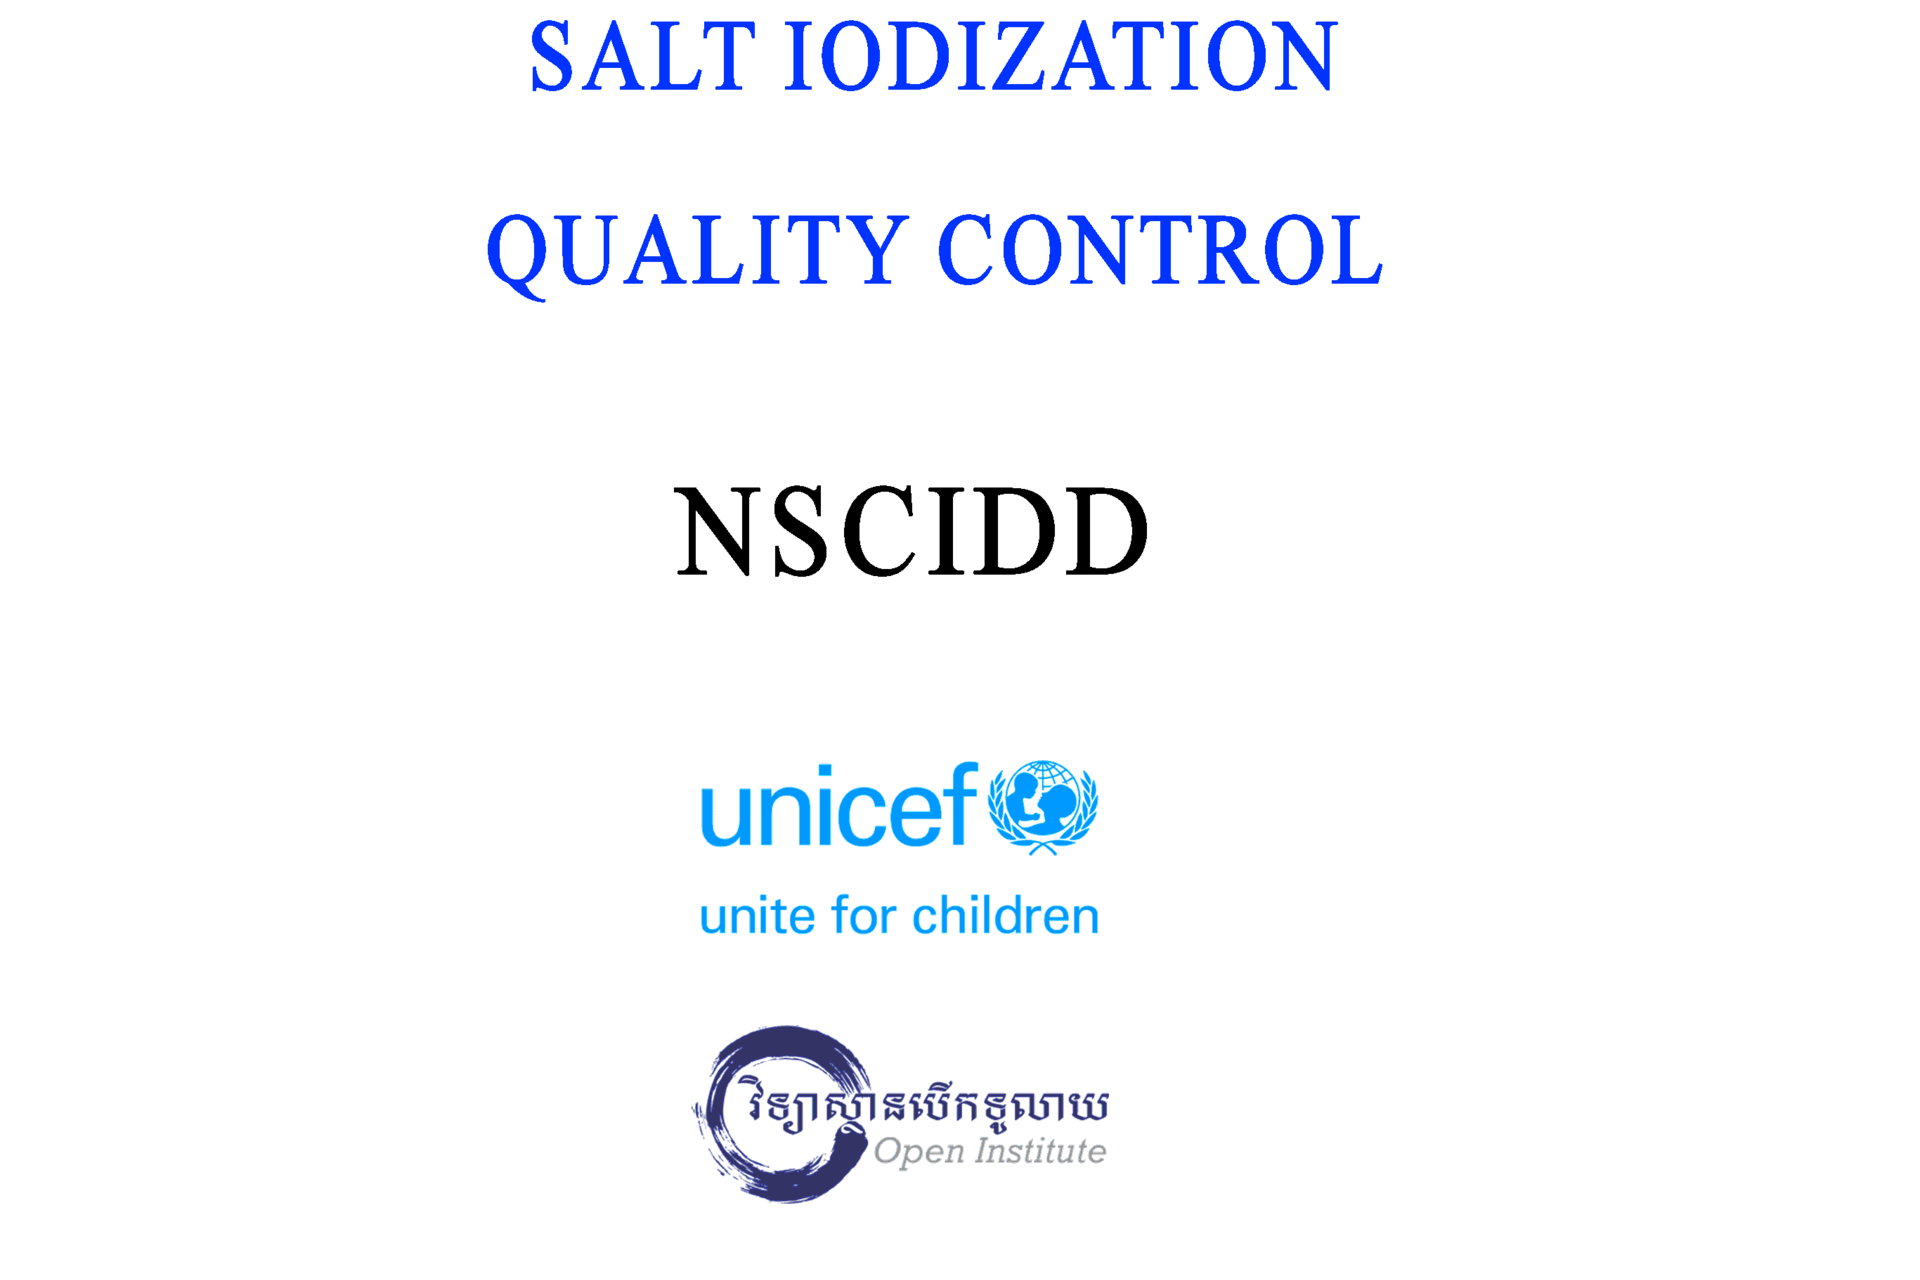 SALT IODIZATION
QUALITY CONTROL
NSCIDD
unicef
unite for children
វិទ្យាស្ថានបើកទូលាយ
Open Institute